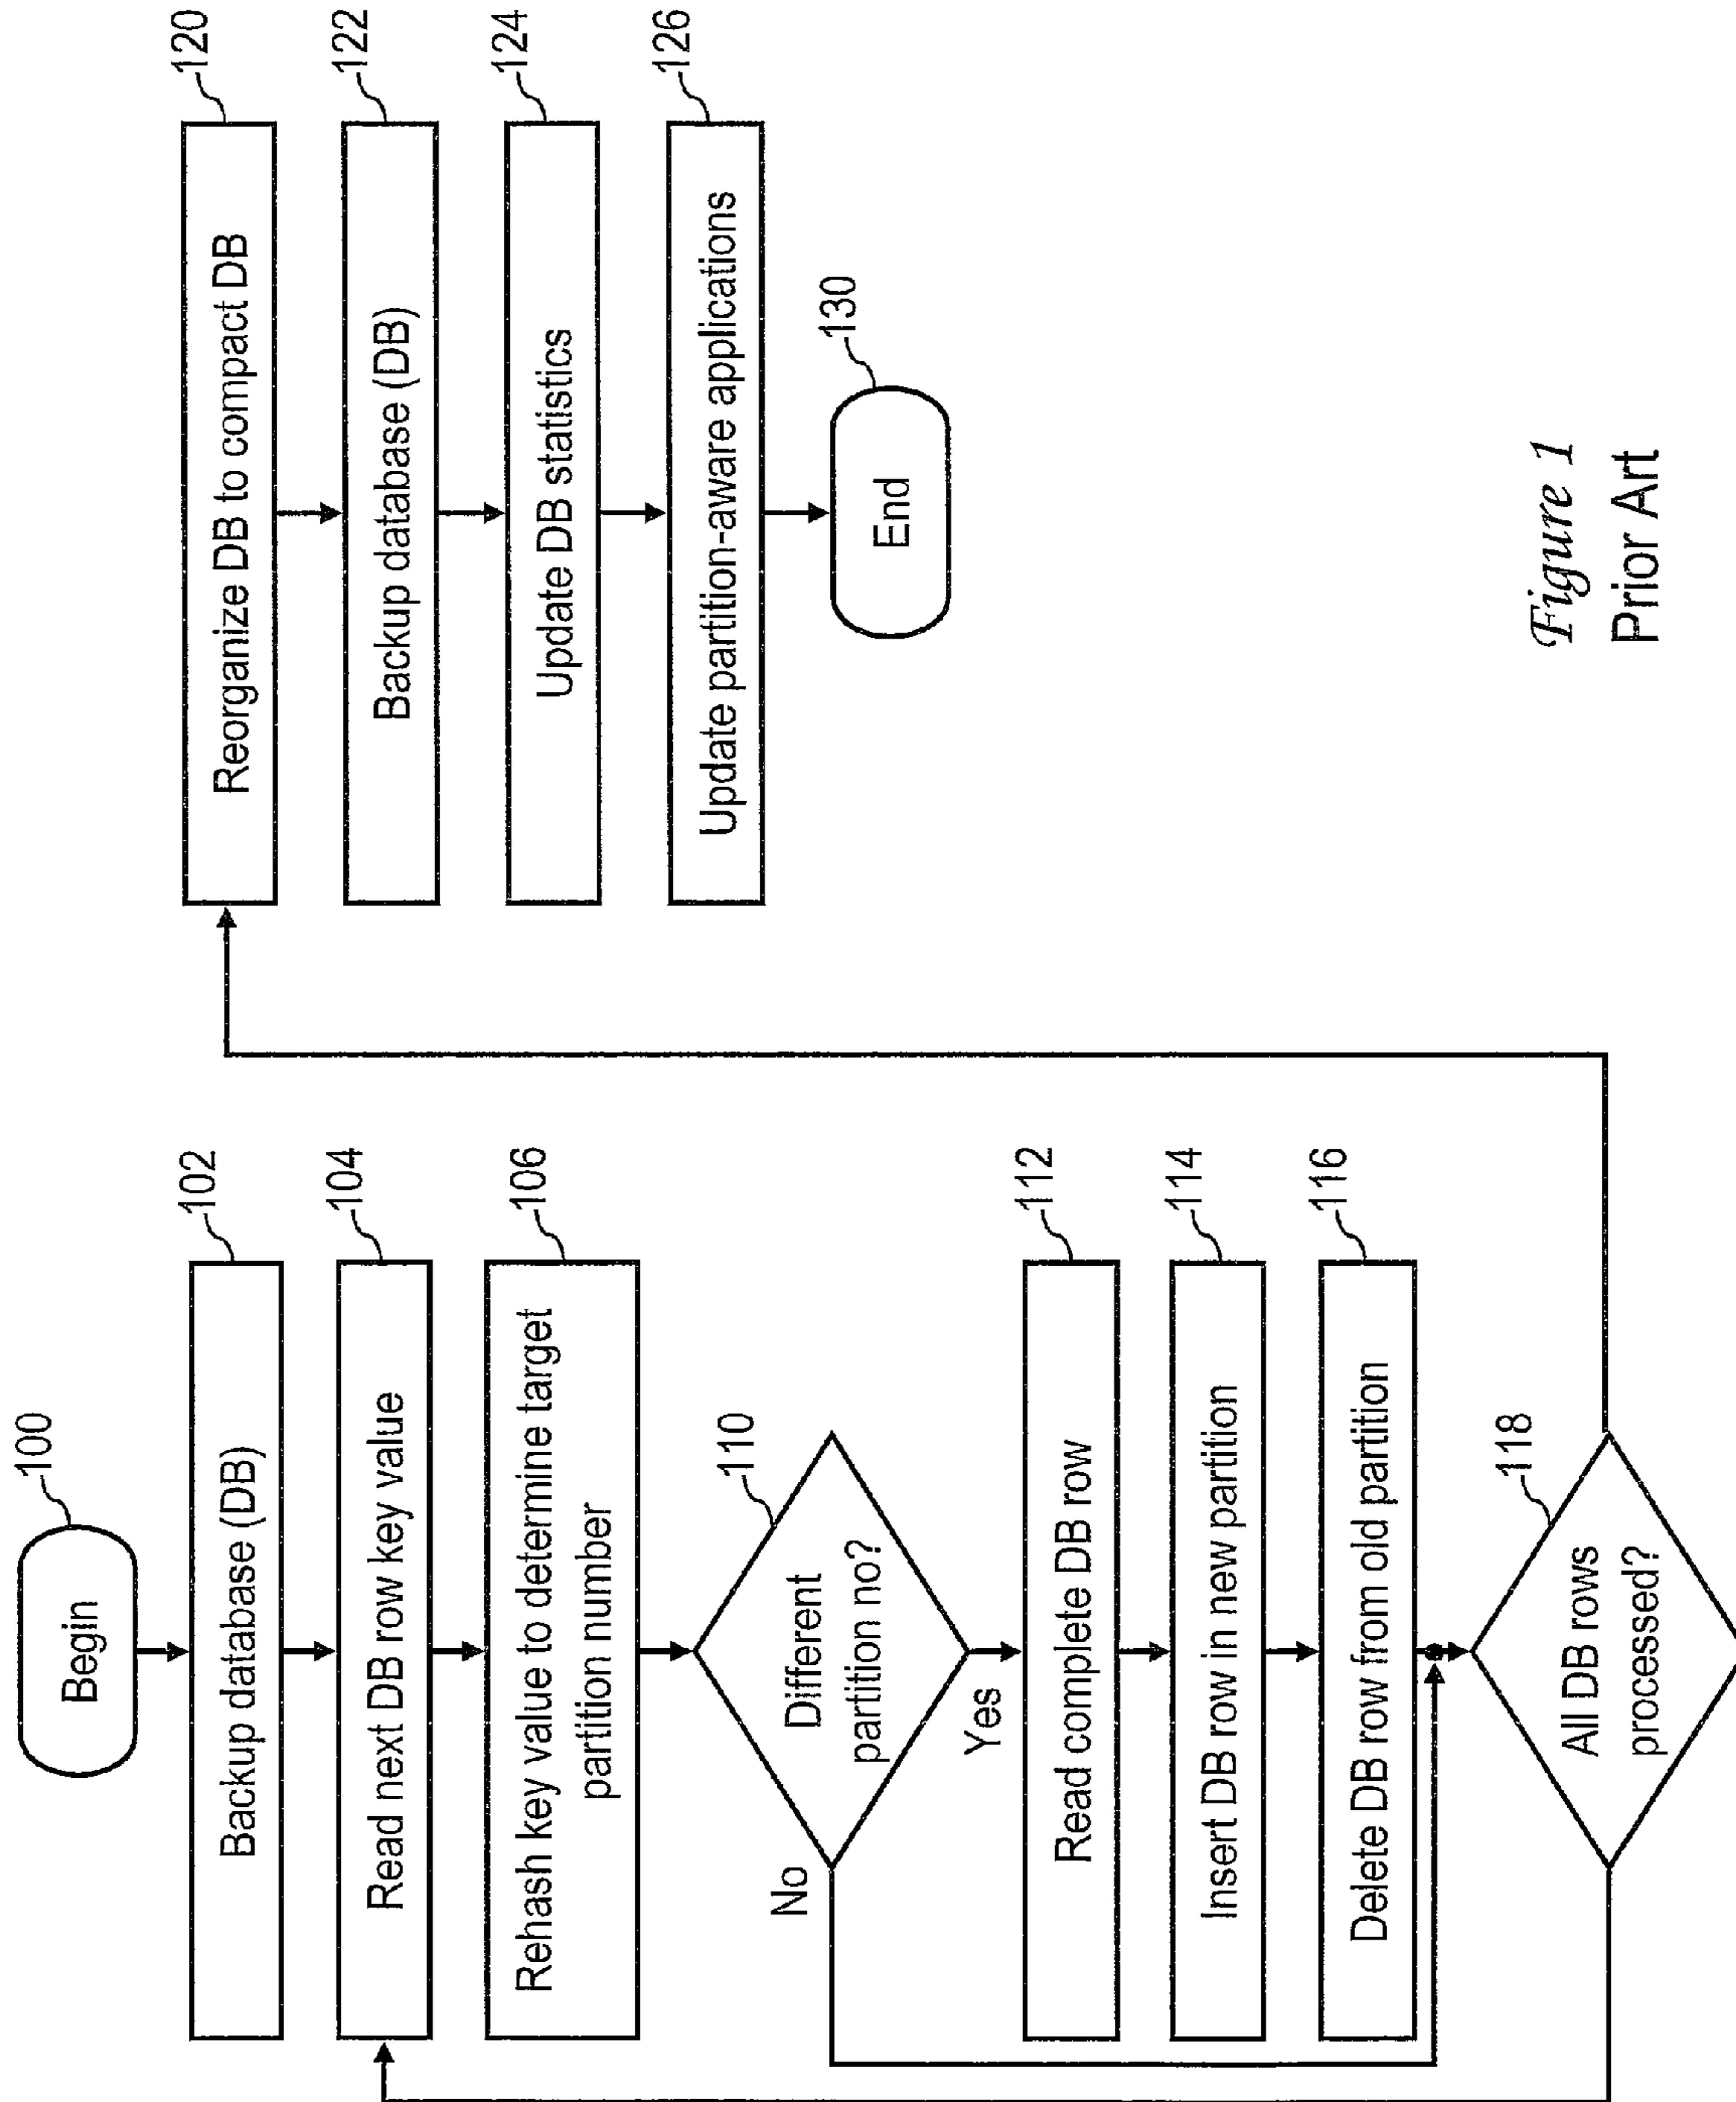 Begin
100
Backup database (DB)
102
Read next DB row key value
104
Rehash key value to determine target
partition number
106
Different
partition no?
110
No
Yes
Read complete DB row
112
Insert DB row in new partition
114
Delete DB row from old partition
116
All DB rows
processed?
118
Reorganize DB to compact DB
120
Backup database (DB)
122
Update DB statistics
124
Update partition-aware applications
126
End
130
Figure 1
Prior Art